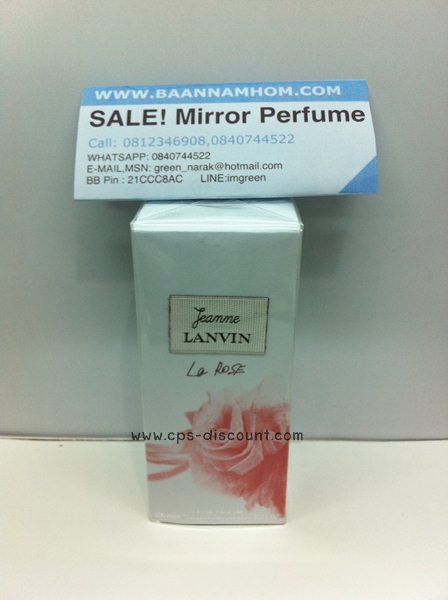 WWW.BAANNAMHOM.COM
SALE! Mirror Perfume
Call: 0812346908,0840744522
WHATSAPP: 0840744522
E-MAIL,MSN: green_narak@hotmail.com
BB Pin : 21CCC8AC LINE:imgreen
Jeanne
LANVIN
La ROSE
www.cps-discount.com